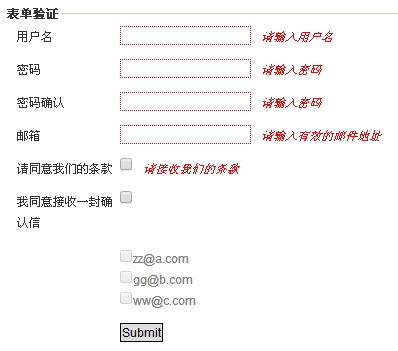 表单验证
用户名 请输入用户名
密码 请输入密码
密码确认 请输入密码
邮箱 请输入有效的邮件地址
请同意我们的条款 请接收我们的条款
我同意接收一封确
认信
zz@a.com
gg@b.com
ww@c.com
Submit